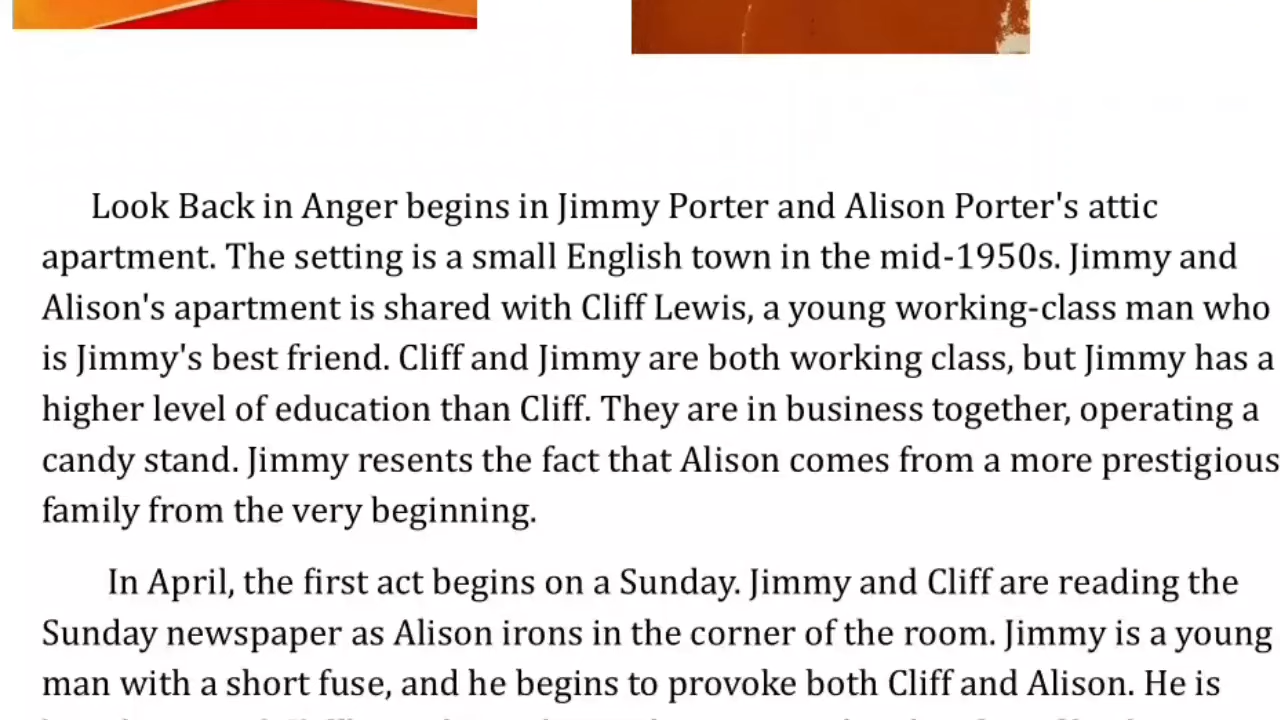 Look Back in Anger begins in Jimmy Porter and Alison Porter's attic
apartment. The setting is a small English town in the mid-1950s. Jimmy and
Alison's apartment is shared with Cliff Lewis, a young working-class man who
is Jimmy's best friend. Cliff and Jimmy are both working class, but Jimmy has a
higher level of education than Cliff. They are in business together, operating a
candy stand. Jimmy resents the fact that Alison comes from a more prestigious
family from the very beginning.
In April, the first act begins on a Sunday. Jimmy and Cliff are reading the
Sunday newspaper as Alison irons in the corner of the room. Jimmy is a young
man with a short fuse, and he begins to provoke both Cliff and Alison. He is